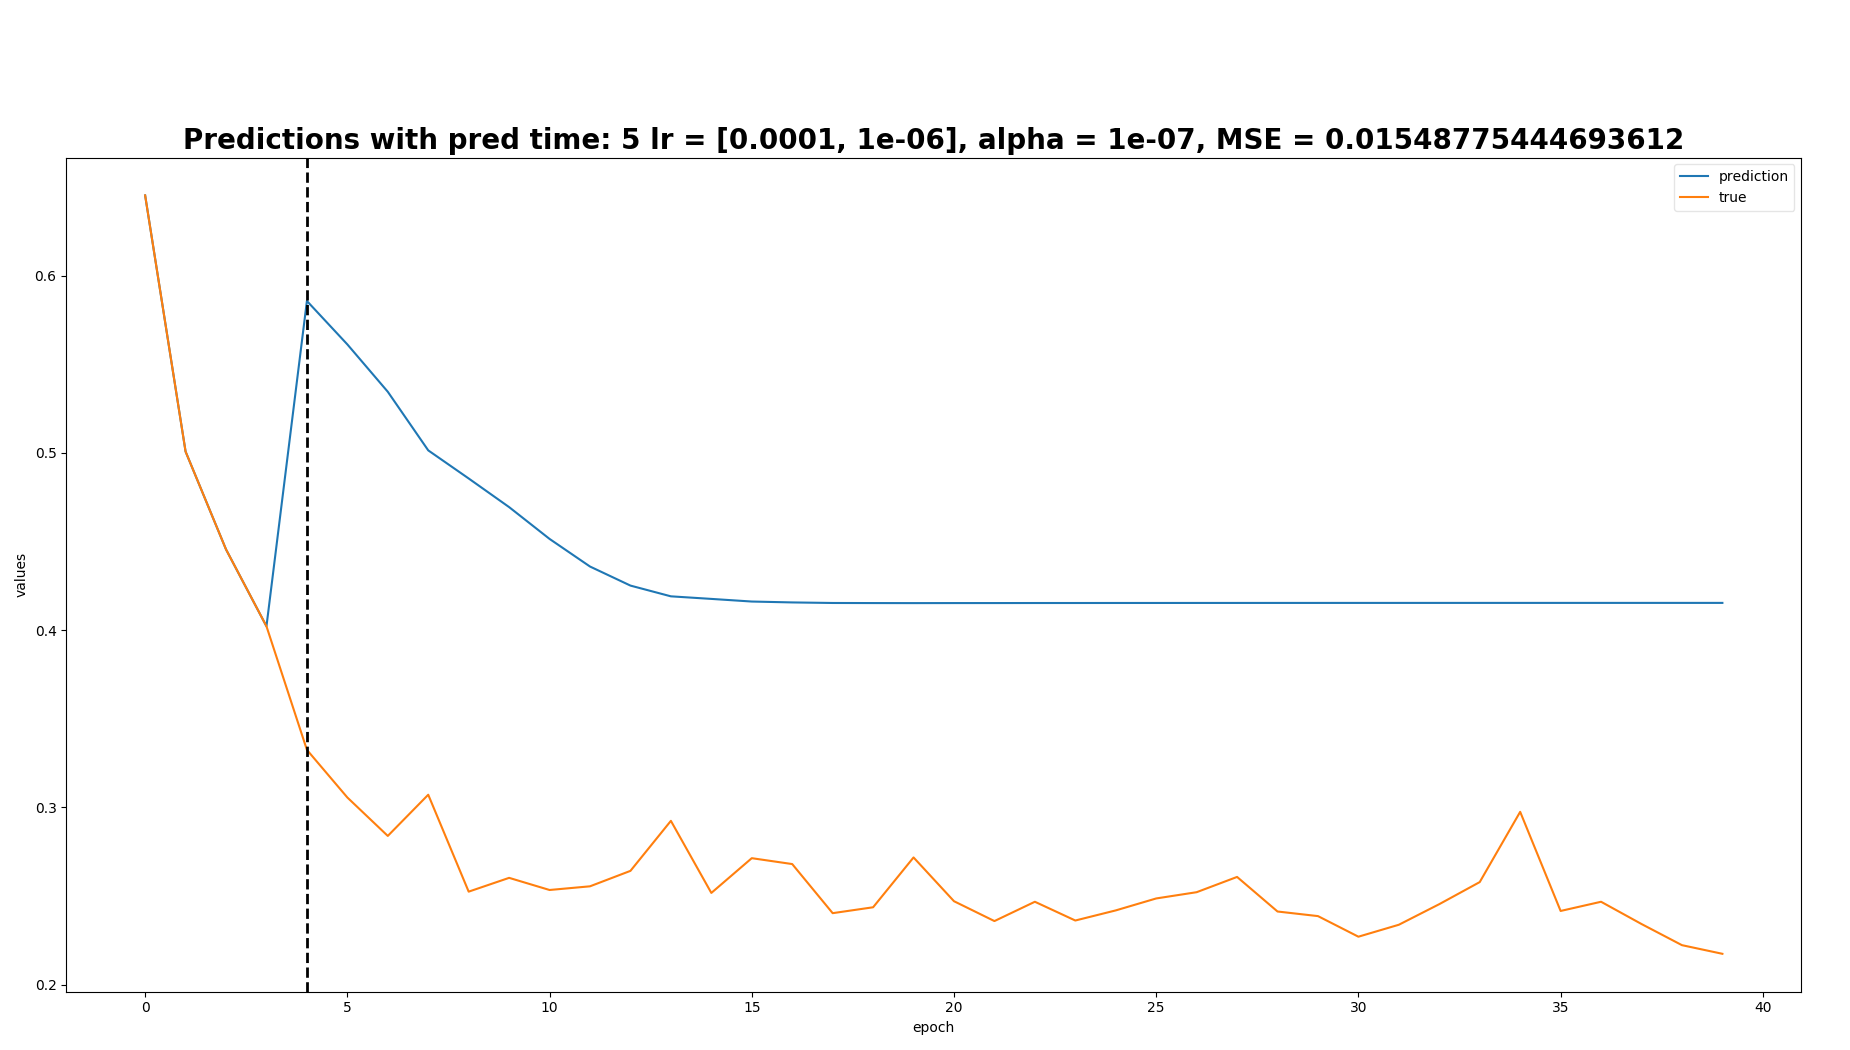 Predictions with pred time: 5 lr = [0.0001, 1e-06], alpha = 1e-07, MSE = 0.01548775444693612
prediction
true
values
0.6
0.5
0.4
0.3
0.2
0 5 10 15 20 25 30 35 40
epoch